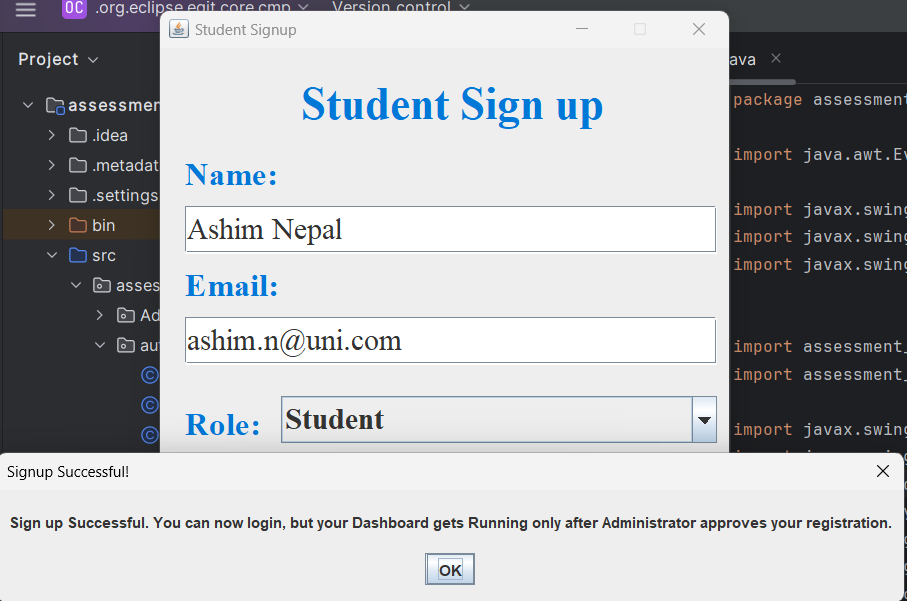 OC .org.eclipse.egit.core.cmp Version control
Student Signup
Project
ava
Student Sign up
assessmen
package assessment
.idea
.metadat
import java.awt.Ev
Name:
.settings
import javax.swing
bin
Ashim Nepal
import javax.swing
src
import javax.swing
asses
Email:
Ad
au
ashim.n@uni.com
import assessment_
import assessment_
Role: Student
import javax.swing
Signup Successful!
Sign up Successful. You can now login, but your Dashboard gets Running only after Administrator approves your registration.
OK